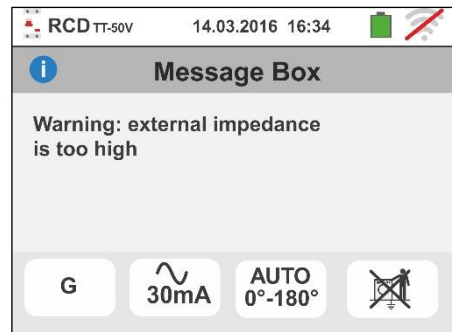 RCD TT-50V 14.03.2016 16:34
Message Box
Warning: external impedance
is too high
G 30mA AUTO
0°-180°